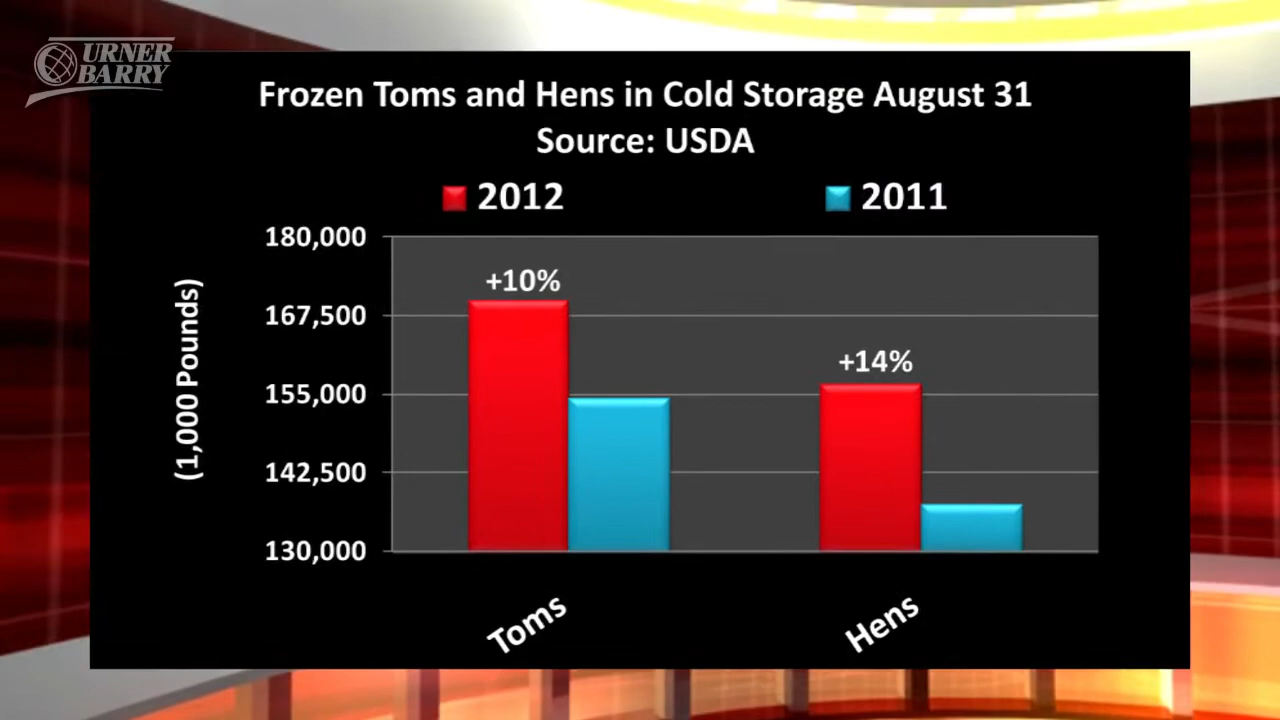 URNER
BARRY
Frozen Toms and Hens in Cold Storage August 31
Source: USDA
2012
2011
180,000
167,500
155,000
142,500
130,000
(1,000 Pounds)
+10%
+14%
Toms
Hens